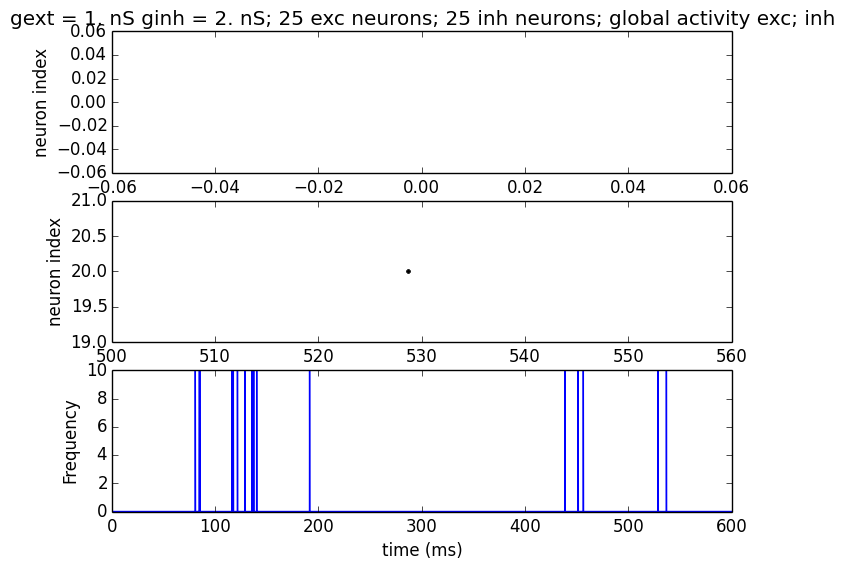 gext = 1. nS ginh = 2. nS; 25 exc neurons; 25 inh neurons; global activity exc; inh
0.06
0.04
0.02
0.00
−0.02
−0.04
−0.06
neuron index
−0.06 −0.04 −0.02 0.00 0.02 0.04 0.06
21.0
20.5
20.0
19.5
19.0
neuron index
500 510 520 530 540 550 560
10
8
6
4
2
0
Frequency
0 100 200 300 400 500 600
time (ms)